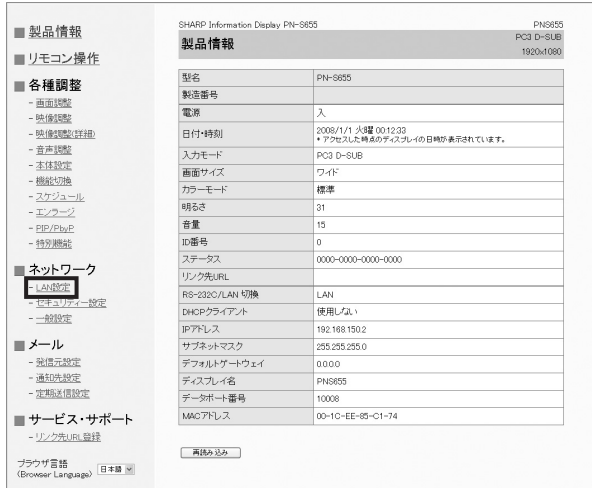 ■ 製品情報
■ リモコン操作
■ 各種調整
- 画面調整
- 映像調整
- 映像調整(詳細)
- 音声調整
- 本体設定
- 機能切換
- スケジュール
- エンラージ
- PIP/PbyP
- 特別機能
■ ネットワーク
- LAN設定
- セキュリティー設定
- 一般設定
■ メール
- 発信元設定
- 通知先設定
- 定期送信設定
■ サービス・サポート
- リンク先URL登録
ブラウザ言語
(Browser Language) 日本語
SHARP Information Display PN-S655 PNS655
製品情報 PC3 D-SUB
1920x1080
型名 PN-S655
製造番号
電源 入
日付・時刻 2008/1/1 火曜 00:12:33
* アクセスした時点のディスプレイの日時が表示されています。
入力モード PC3 D-SUB
画面サイズ ワイド
カラーモード 標準
明るさ 31
音量 15
ID番号 0
ステータス 0000-0000-0000-0000
リンク先URL
RS-232C/LAN 切換 LAN
DHCPクライアント 使用しない
IPアドレス 192.168.150.2
サブネットマスク 255.255.255.0
デフォルトゲートウェイ 0.0.0.0
ディスプレイ名 PNS655
データポート番号 10008
MACアドレス 00-1C-EE-85-C1-74
再読み込み